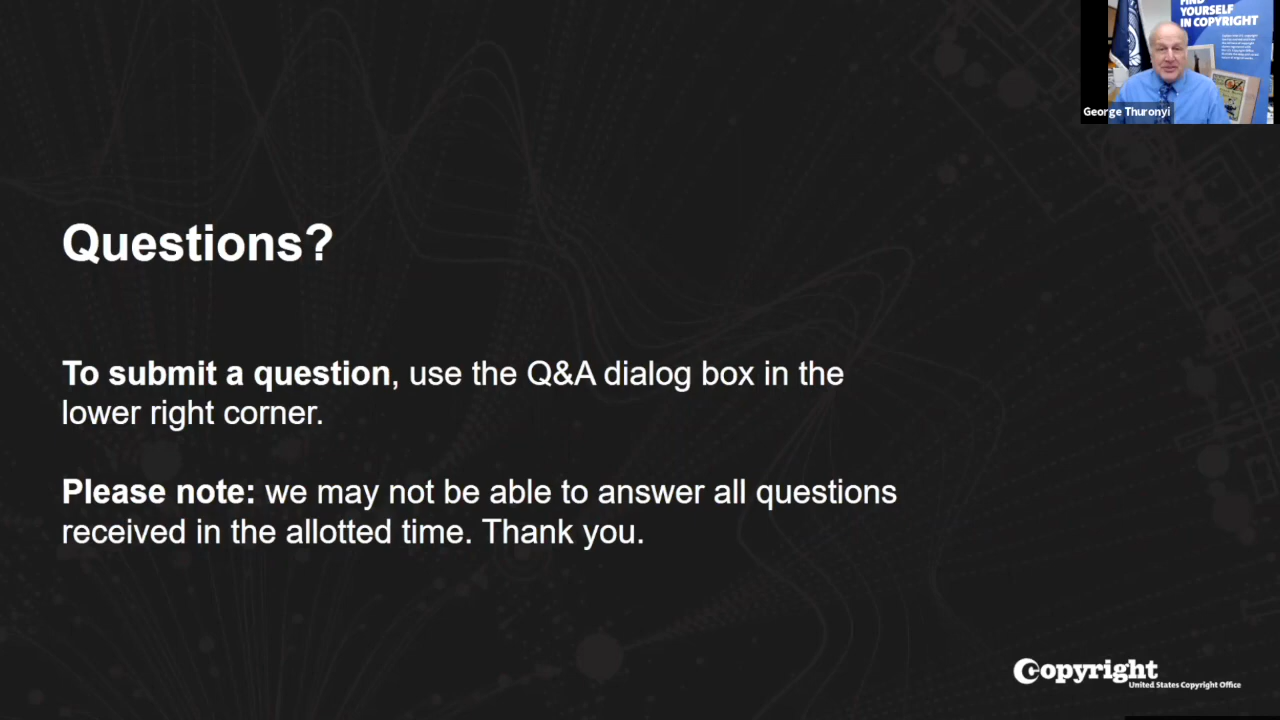 FIND
YOURSELF
IN COPYRIGHT
George Thuronyi
Questions?
To submit a question, use the Q&A dialog box in the
lower right corner.
Please note: we may not be able to answer all questions
received in the allotted time. Thank you.
Copyright
United States Copyright Office